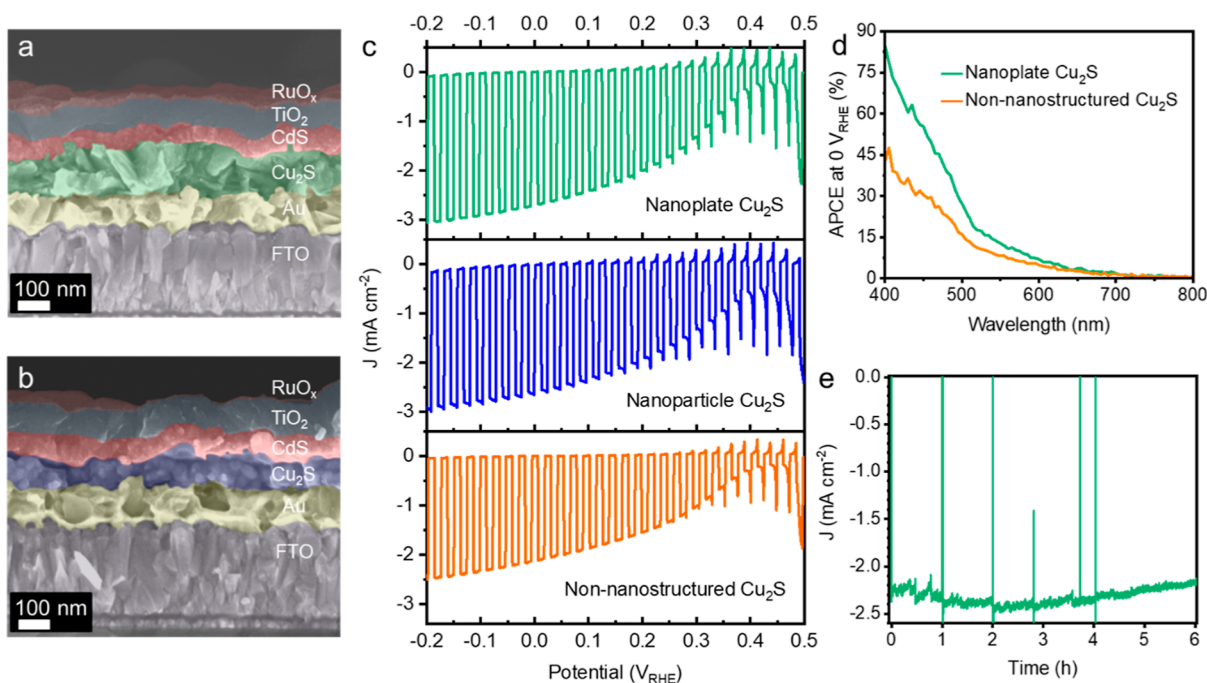 a
RuOₓ
TiO₂
CdS
Cu₂S
Au
FTO
100 nm
b
RuOₓ
TiO₂
CdS
Cu₂S
Au
FTO
100 nm
c
-0.2 -0.1 0.0 0.1 0.2 0.3 0.4 0.5
0
-1
-2
-3
Nanoplate Cu₂S
0
-1
-2
-3
Nanoparticle Cu₂S
0
-1
-2
-3
Non-nanostructured Cu₂S
J (mA cm⁻²)
-0.2 -0.1 0.0 0.1 0.2 0.3 0.4 0.5
Potential (V_RHE)
d
90
75
60
45
30
15
0
APCE at 0 V_RHE (%)
Nanoplate Cu₂S
Non-nanostructured Cu₂S
400 500 600 700 800
Wavelength (nm)
e
0.0
-0.5
-1.0
-1.5
-2.0
-2.5
J (mA cm⁻²)
0 1 2 3 4 5 6
Time (h)